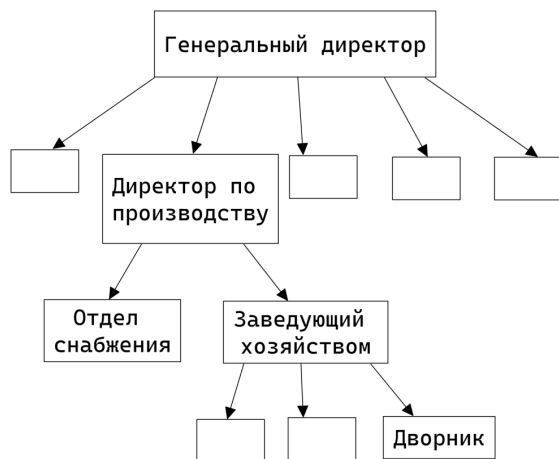 Генеральный директор
Директор по
производству
Отдел
снабжения
Заведующий
хозяйством
Дворник